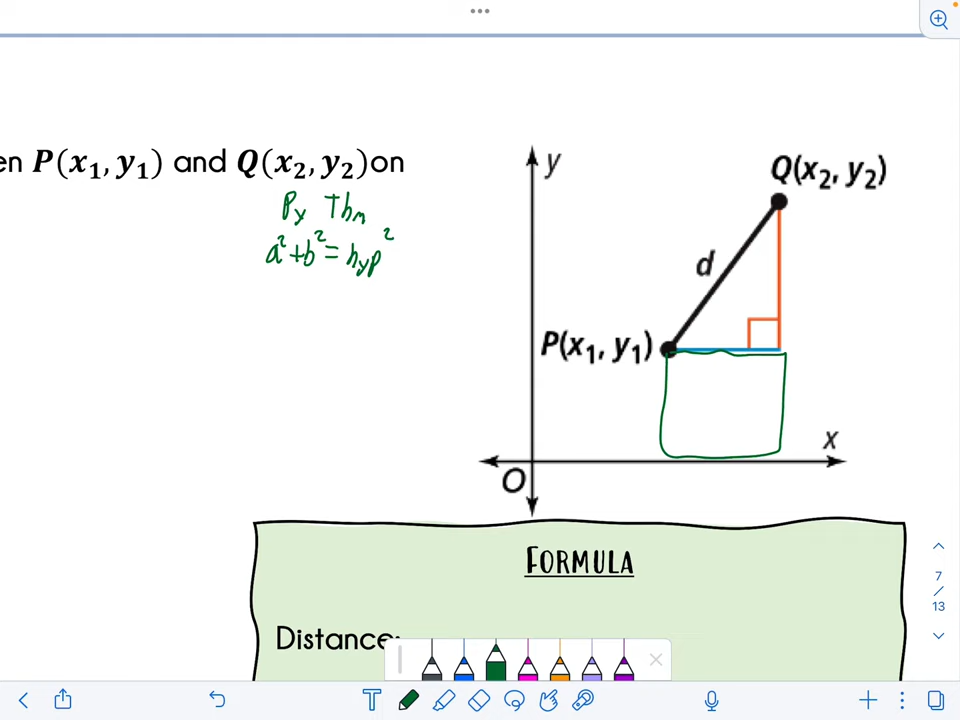 en P(x₁, y₁) and Q(x₂, y₂)on
Py Thm
a² + b² = hyp²
y
Q(x₂, y₂)
d
P(x₁, y₁)
x
O
FORMULA
Distance:
7
/
13
T